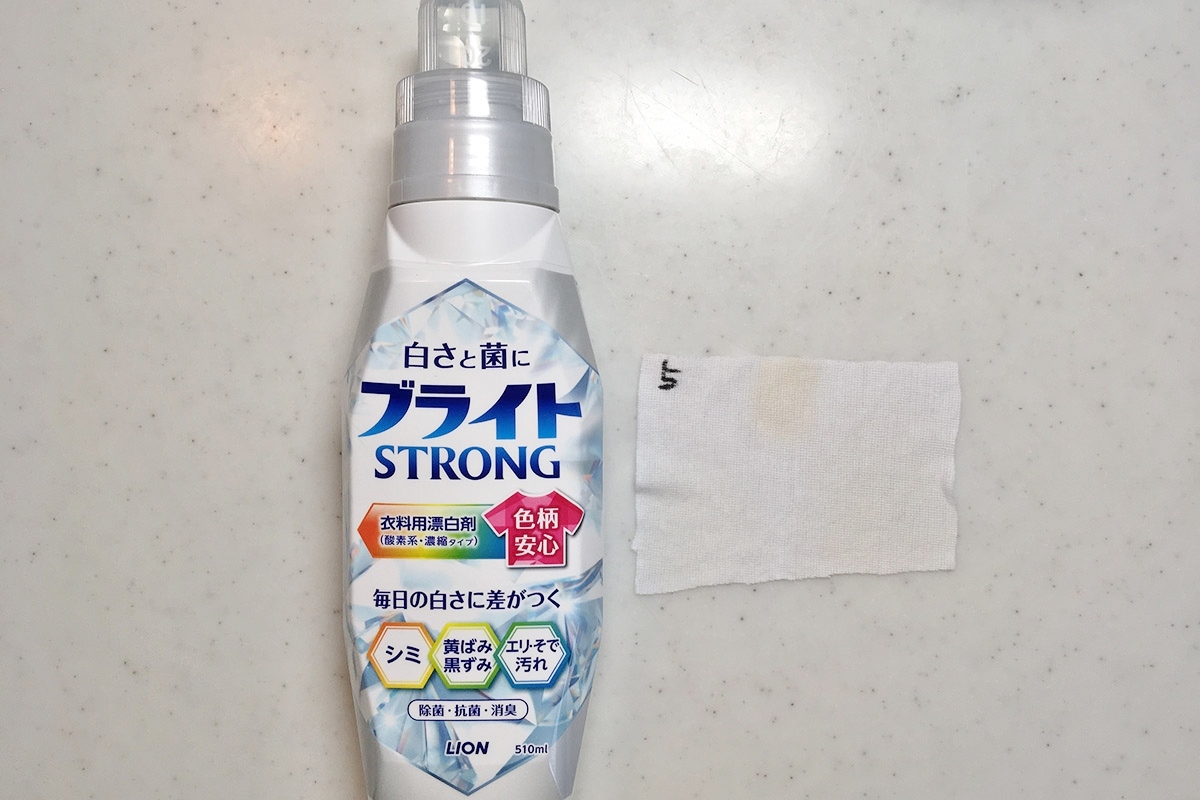 白さと菌に
ブライト
STRONG
衣料用漂白剤
(酸素系・濃縮タイプ)
色柄
安心
毎日の白さに差がつく
シミ
黄ばみ
黒ずみ
エリ・そで
汚れ
除菌・抗菌・消臭
LION
510ml
5